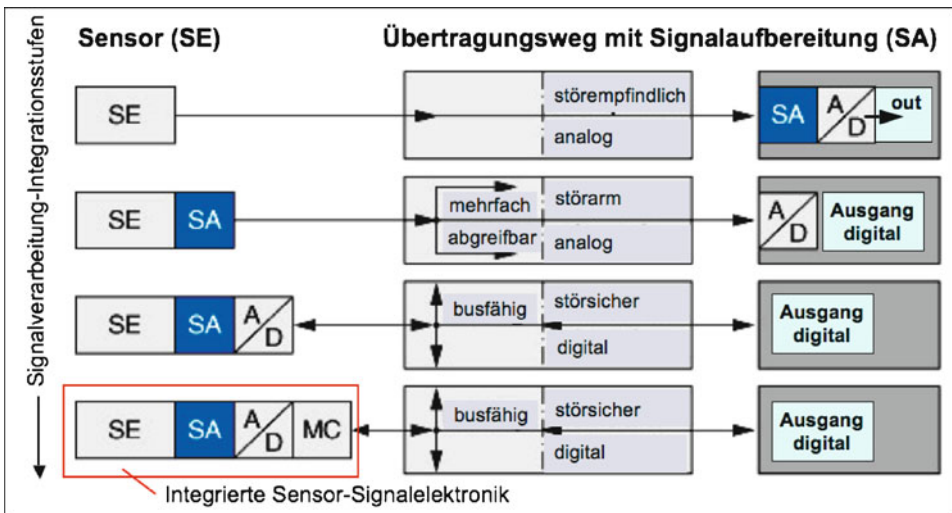 Sensor (SE)
Übertragungsweg mit Signalaufbereitung (SA)
Signalverarbeitung-Integrationsstufen
SE
störempfindlich
analog
SA
A
D
out
SE
SA
mehrfach
abgreifbar
störarm
analog
A
D
Ausgang
digital
SE
SA
A
D
busfähig
störsicher
digital
Ausgang
digital
SE
SA
A
D
MC
busfähig
störsicher
digital
Ausgang
digital
Integrierte Sensor-Signalelektronik